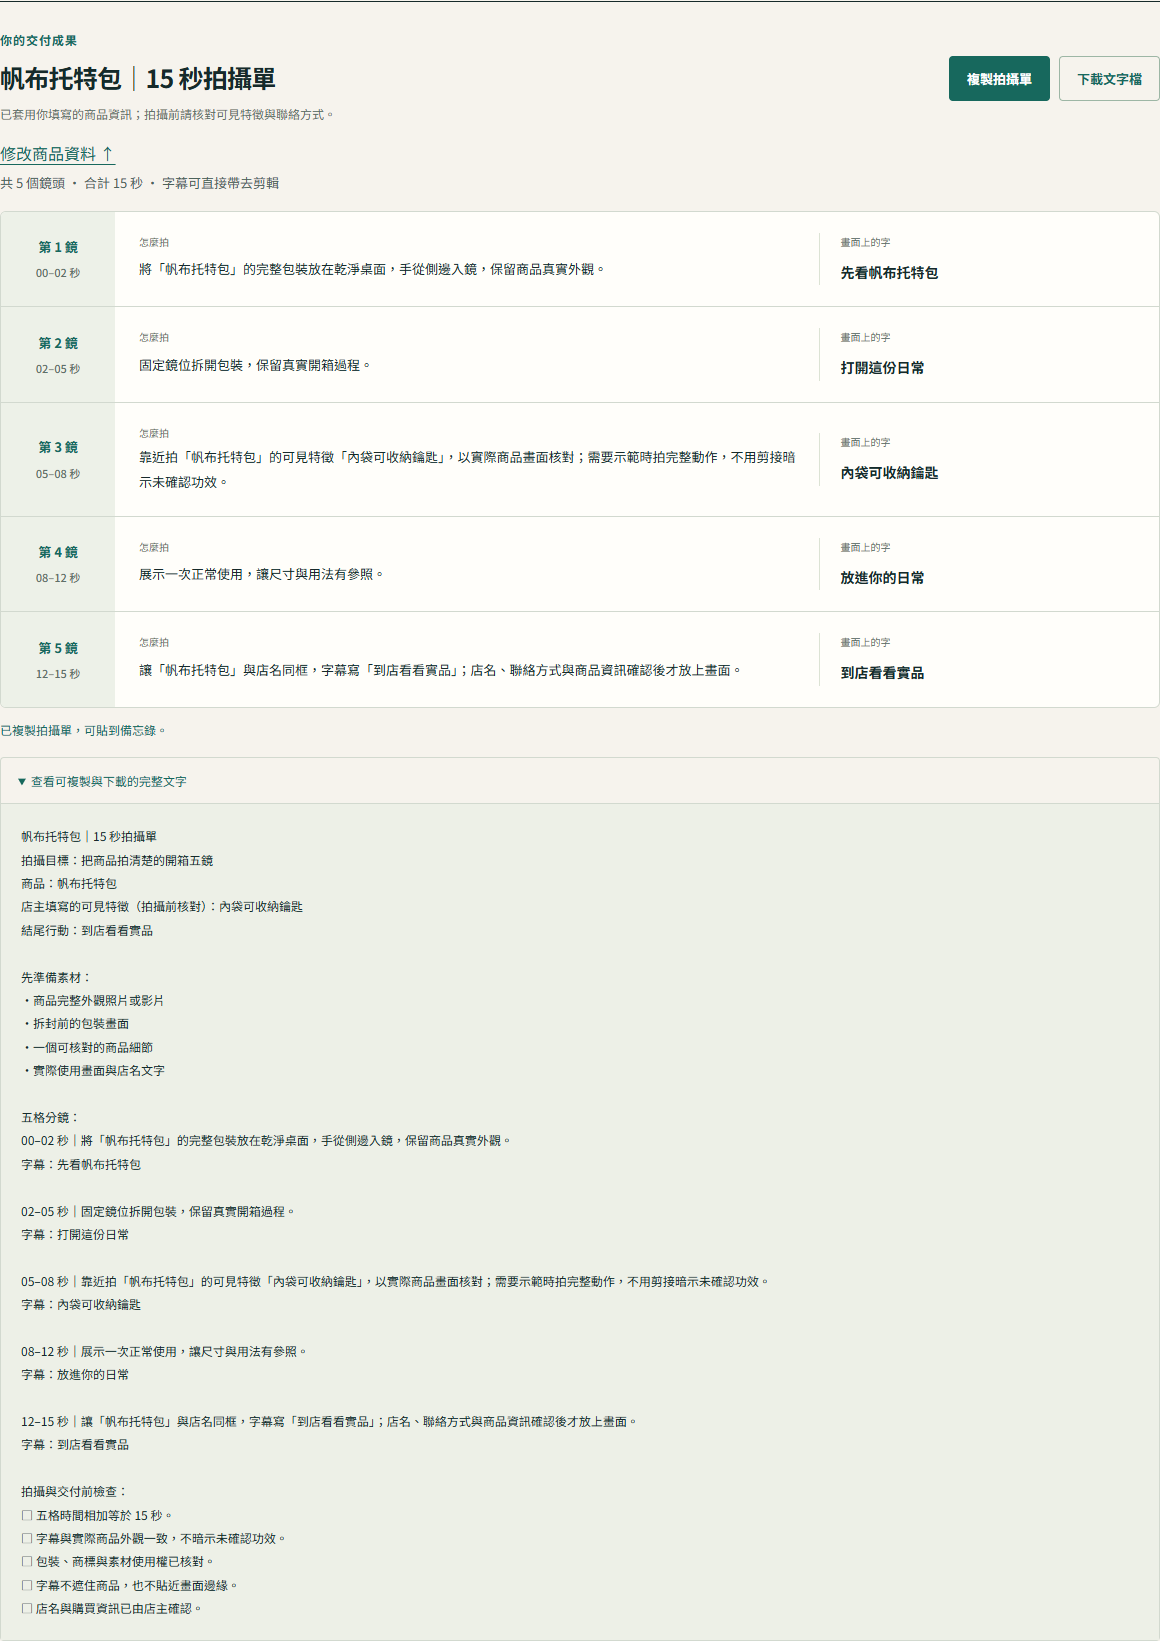 你的交付成果
帆布托特包｜15 秒拍攝單
複製拍攝單
下載文字檔
已套用你填寫的商品資訊；拍攝前請核對可見特徵與聯絡方式。
修改商品資料 ↑
共 5 個鏡頭 ・ 合計 15 秒 ・ 字幕可直接帶去剪輯
第 1 鏡
00–02 秒
怎麼拍
將「帆布托特包」的完整包裝放在乾淨桌面，手從側邊入鏡，保留商品真實外觀。
畫面上的字
先看帆布托特包
第 2 鏡
02–05 秒
怎麼拍
固定鏡位拆開包裝，保留真實開箱過程。
畫面上的字
打開這份日常
第 3 鏡
05–08 秒
怎麼拍
靠近拍「帆布托特包」的可見特徵「內袋可收納鑰匙」，以實際商品畫面核對；需要示範時拍完整動作，不用剪接暗
示未確認功效。
畫面上的字
內袋可收納鑰匙
第 4 鏡
08–12 秒
怎麼拍
展示一次正常使用，讓尺寸與用法有參照。
畫面上的字
放進你的日常
第 5 鏡
12–15 秒
怎麼拍
讓「帆布托特包」與店名同框，字幕寫「到店看看實品」；店名、聯絡方式與商品資訊確認後才放上畫面。
畫面上的字
到店看看實品
已複製拍攝單，可貼到備忘錄。
▼ 查看可複製與下載的完整文字
帆布托特包｜15 秒拍攝單
拍攝目標：把商品拍清楚的開箱五鏡
商品：帆布托特包
店主填寫的可見特徵（拍攝前核對）：內袋可收納鑰匙
結尾行動：到店看看實品
先準備素材：
・商品完整外觀照片或影片
・拆封前的包裝畫面
・一個可核對的商品細節
・實際使用畫面與店名文字
五格分鏡：
00–02 秒｜將「帆布托特包」的完整包裝放在乾淨桌面，手從側邊入鏡，保留商品真實外觀。
字幕：先看帆布托特包
02–05 秒｜固定鏡位拆開包裝，保留真實開箱過程。
字幕：打開這份日常
05–08 秒｜靠近拍「帆布托特包」的可見特徵「內袋可收納鑰匙」，以實際商品畫面核對；需要示範時拍完整動作，不用剪接暗示未確認功效。
字幕：內袋可收納鑰匙
08–12 秒｜展示一次正常使用，讓尺寸與用法有參照。
字幕：放進你的日常
12–15 秒｜讓「帆布托特包」與店名同框，字幕寫「到店看看實品」；店名、聯絡方式與商品資訊確認後才放上畫面。
字幕：到店看看實品
拍攝與交付前檢查：
□ 五格時間相加等於 15 秒。
□ 字幕與實際商品外觀一致，不暗示未確認功效。
□ 包裝、商標與素材使用權已核對。
□ 字幕不遮住商品，也不貼近畫面邊緣。
□ 店名與購買資訊已由店主確認。